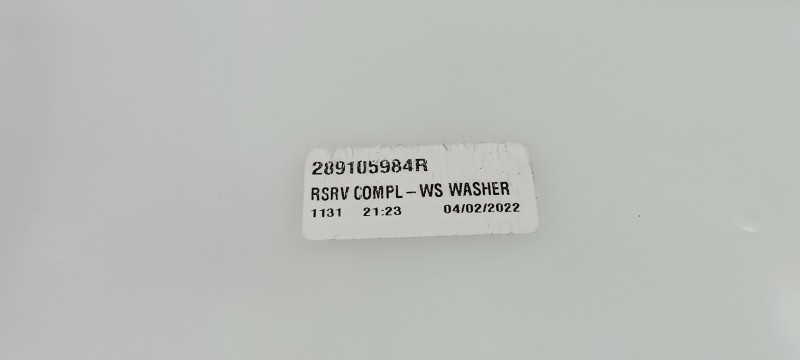 289105984R
RSRV COMPL-WS WASHER
1131 21:23 04/02/2022